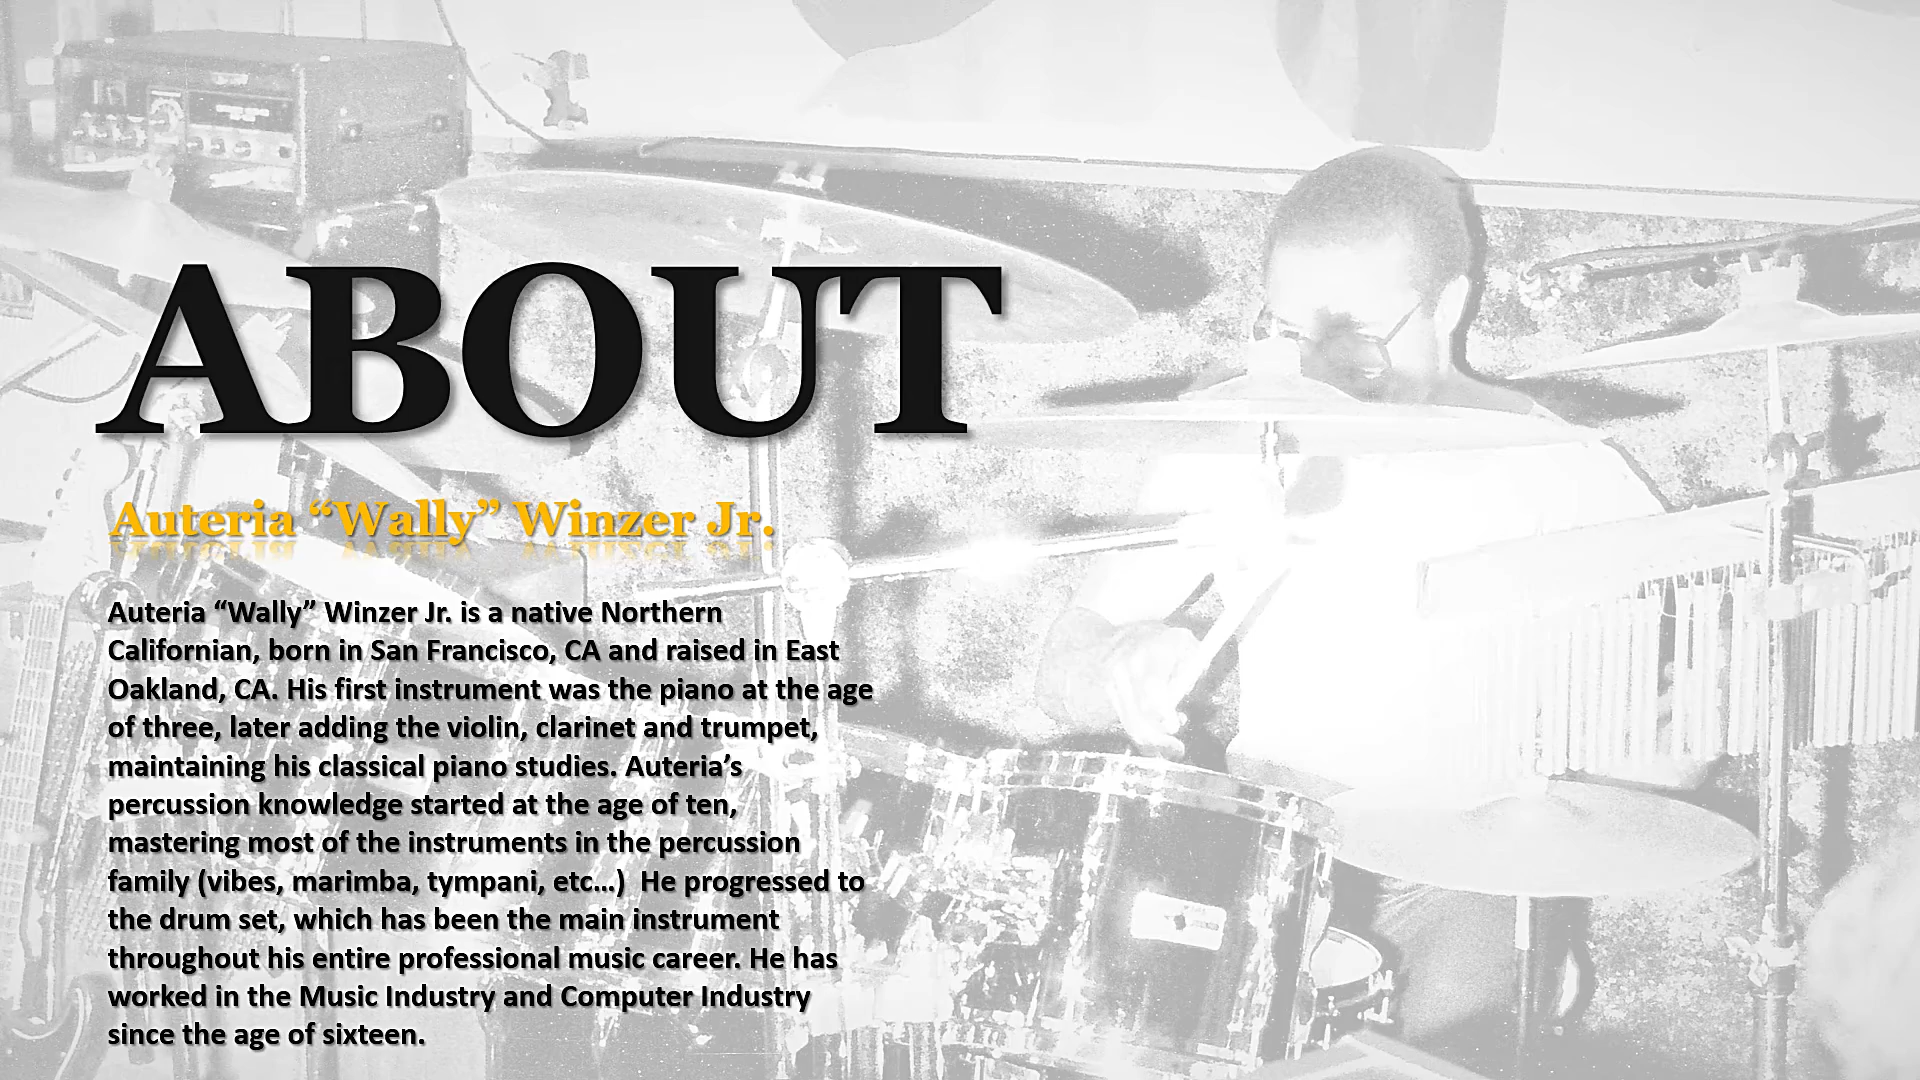 ABOUT
Auteria “Wally” Winzer Jr.
Auteria “Wally” Winzer Jr. is a native Northern
Californian, born in San Francisco, CA and raised in East
Oakland, CA. His first instrument was the piano at the age
of three, later adding the violin, clarinet and trumpet,
maintaining his classical piano studies. Auteria’s
percussion knowledge started at the age of ten,
mastering most of the instruments in the percussion
family (vibes, marimba, tympani, etc…)  He progressed to
the drum set, which has been the main instrument
throughout his entire professional music career. He has
worked in the Music Industry and Computer Industry
since the age of sixteen.